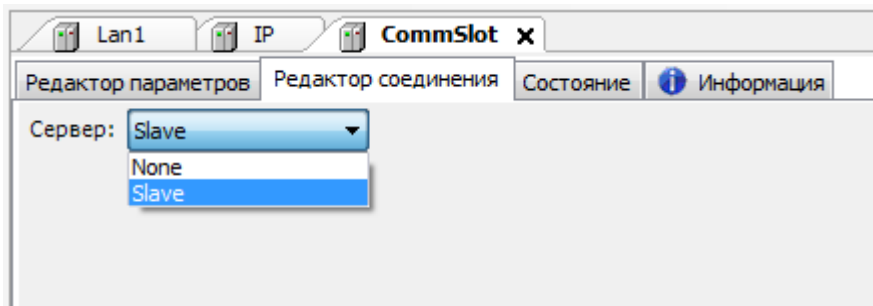 Lan1 IP CommSlot
Редактор параметров Редактор соединения Состояние Информация
Сервер: Slave
None
Slave